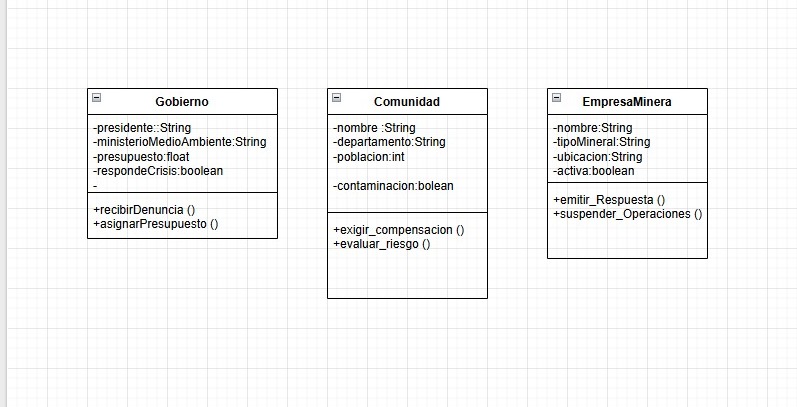 Gobierno
-presidente::String
-ministerioMedioAmbiente:String
-presupuesto:float
-respondeCrisis:boolean
-
+recibirDenuncia ()
+asignarPresupuesto ()
Comunidad
-nombre :String
-departamento:String
-poblacion:int
-contaminacion:bolean
+exigir_compensacion ()
+evaluar_riesgo ()
EmpresaMinera
-nombre:String
-tipoMineral:String
-ubicacion:String
-activa:boolean
+emitir_Respuesta ()
+suspender_Operaciones ()